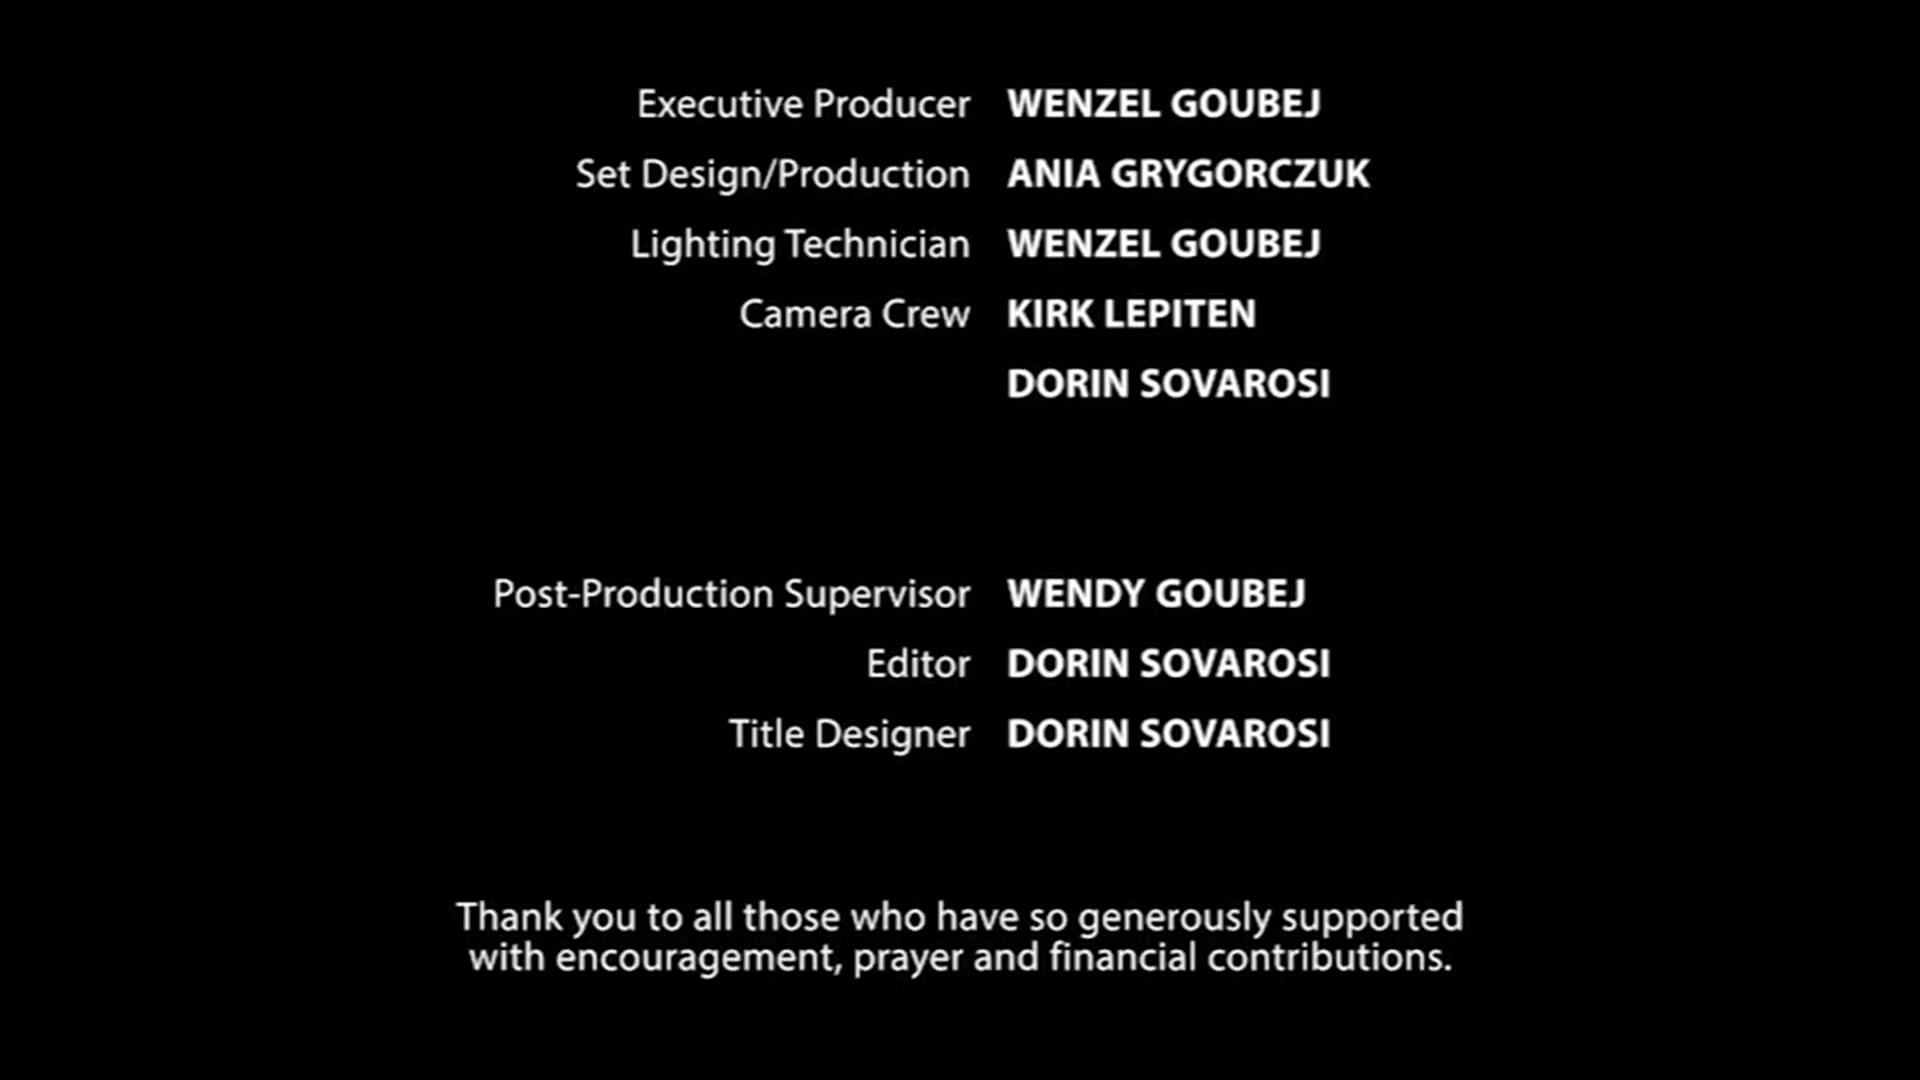 Executive Producer WENZEL GOUBEJ
Set Design/Production ANIA GRYGORCZUK
Lighting Technician WENZEL GOUBEJ
Camera Crew KIRK LEPITEN
DORIN SOVAROSI
Post-Production Supervisor WENDY GOUBEJ
Editor DORIN SOVAROSI
Title Designer DORIN SOVAROSI
Thank you to all those who have so generously supported
with encouragement, prayer and financial contributions.